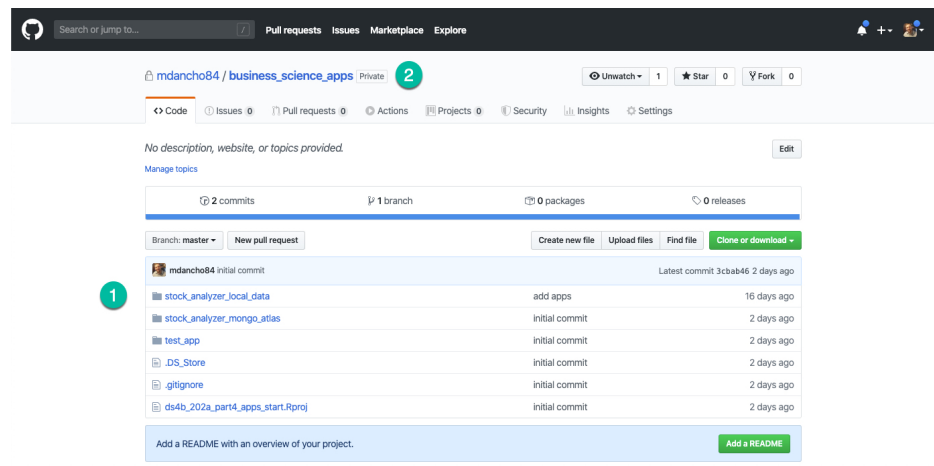 Search or jump to... / Pull requests Issues Marketplace Explore
mdancho84 / business_science_apps Private 2 Unwatch 1 Star 0 Fork 0
Code Issues 0 Pull requests 0 Actions Projects 0 Security Insights Settings
No description, website, or topics provided. Edit
Manage topics
2 commits 1 branch 0 packages 0 releases
Branch: master New pull request Create new file Upload files Find file Clone or download
mdancho84 initial commit Latest commit 3cbab46 2 days ago
1 stock_analyzer_local_data add apps 16 days ago
stock_analyzer_mongo_atlas initial commit 2 days ago
test_app initial commit 2 days ago
.DS_Store initial commit 2 days ago
.gitignore initial commit 2 days ago
ds4b_202a_part4_apps_start.Rproj initial commit 2 days ago
Add a README with an overview of your project. Add a README